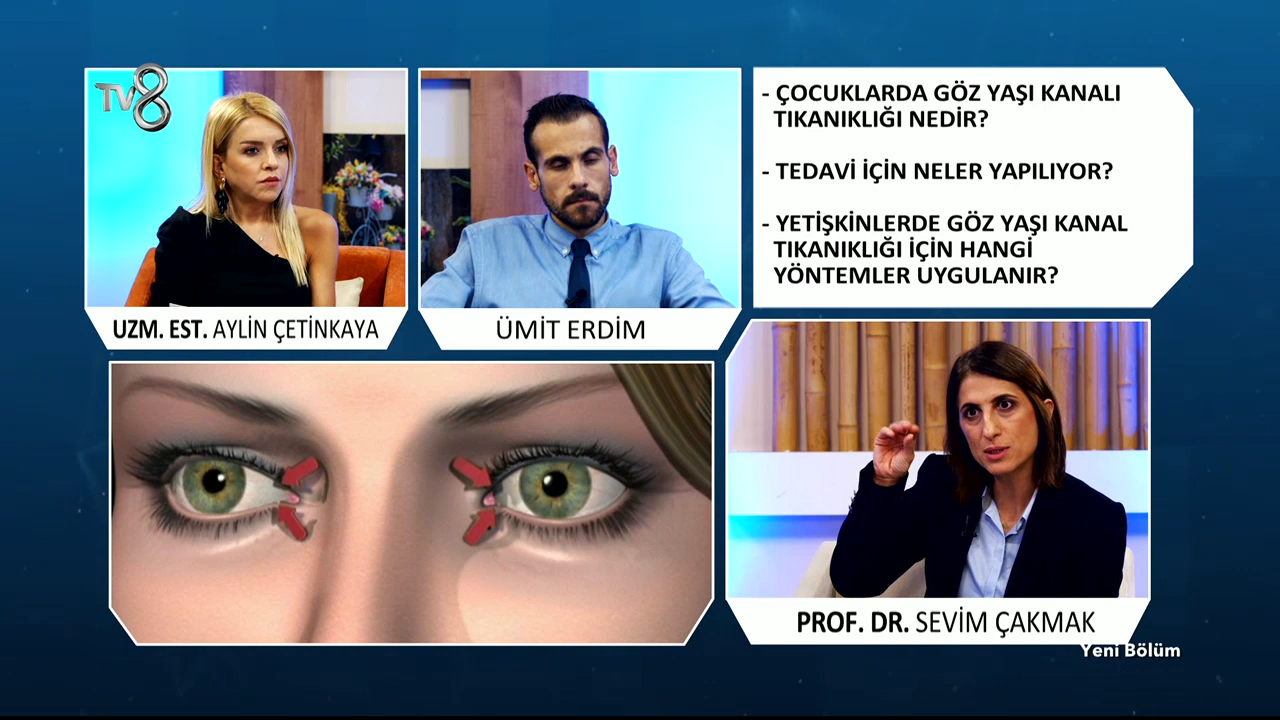 TV8
- ÇOCUKLARDA GÖZ YAŞI KANALI
TIKANIKLIĞI NEDİR?
- TEDAVİ İÇİN NELER YAPILIYOR?
- YETİŞKİNLERDE GÖZ YAŞI KANAL
TIKANIKLIĞI İÇİN HANGİ
YÖNTEMLER UYGULANIR?
UZM. EST. AYLİN ÇETİNKAYA
ÜMİT ERDİM
PROF. DR. SEVİM ÇAKMAK
Yeni Bölüm